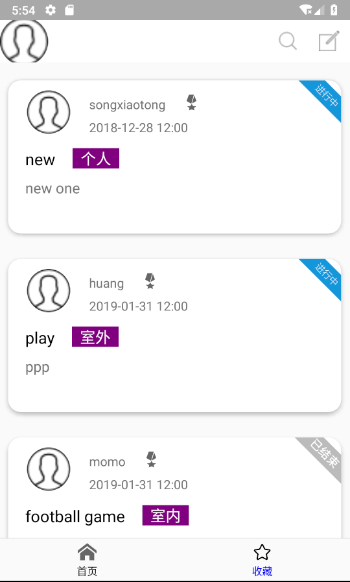 5:54
songxiaotong
进行中
2018-12-28 12:00
new 个人
new one
huang
进行中
2019-01-31 12:00
play 室外
ppp
momo
已结束
2019-01-31 12:00
football game 室内
首页 收藏